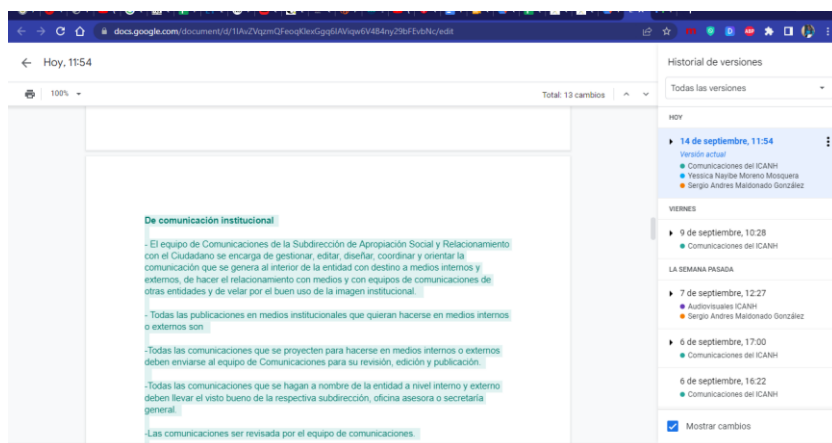 docs.google.com/document/d/1lAvZVqzmQFeoqKlexGgq6lAViqw6V484ny29bFEvbNc/edit
Hoy, 11:54
100%
Total: 13 cambios
De comunicación institucional
- El equipo de Comunicaciones de la Subdirección de Apropiación Social y Relacionamiento
con el Ciudadano se encarga de gestionar, editar, diseñar, coordinar y orientar la
comunicación que se genera al interior de la entidad con destino a medios internos y
externos, de hacer el relacionamiento con medios y con equipos de comunicaciones de
otras entidades y de velar por el buen uso de la imagen institucional.
- Todas las publicaciones en medios institucionales que quieran hacerse en medios internos
o externos son
-Todas las comunicaciones que se proyecten para hacerse en medios internos o externos
deben enviarse al equipo de Comunicaciones para su revisión, edición y publicación.
-Todas las comunicaciones que se hagan a nombre de la entidad a nivel interno y externo
deben llevar el visto bueno de la respectiva subdirección, oficina asesora o secretaría
general.
-Las comunicaciones ser revisada por el equipo de comunicaciones.
Historial de versiones
Todas las versiones
HOY
14 de septiembre, 11:54
Versión actual
Comunicaciones del ICANH
Yessica Nayibe Moreno Mosquera
Sergio Andres Maldonado González
VIERNES
9 de septiembre, 10:28
Comunicaciones del ICANH
LA SEMANA PASADA
7 de septiembre, 12:27
Audiovisuales ICANH
Sergio Andres Maldonado González
6 de septiembre, 17:00
Comunicaciones del ICANH
6 de septiembre, 16:22
Comunicaciones del ICANH
Mostrar cambios